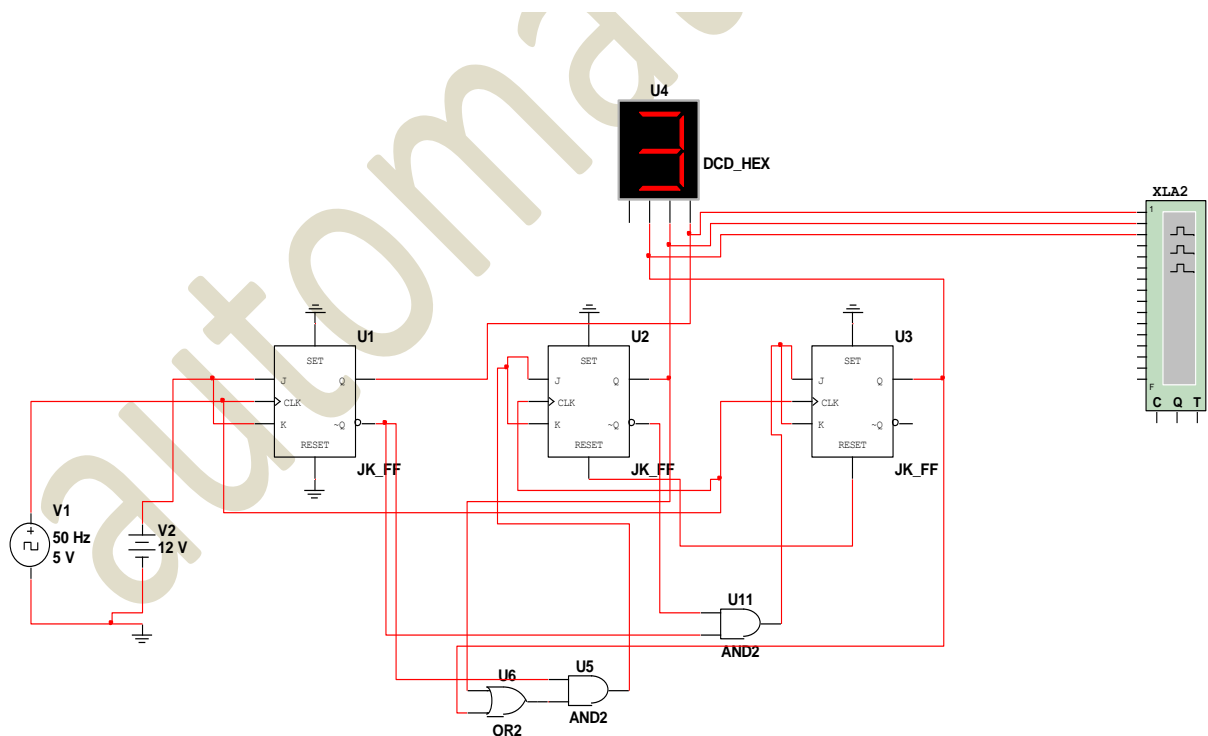 automa
U4
3
DCD_HEX
XLA2
1
F
C Q T
U1
SET
J
Q
CLK
K
~Q
RESET
JK_FF
U2
SET
J
Q
CLK
K
~Q
RESET
JK_FF
U3
SET
J
Q
CLK
K
~Q
RESET
JK_FF
V1
50 Hz
5 V
V2
12 V
U11
AND2
U5
AND2
U6
OR2